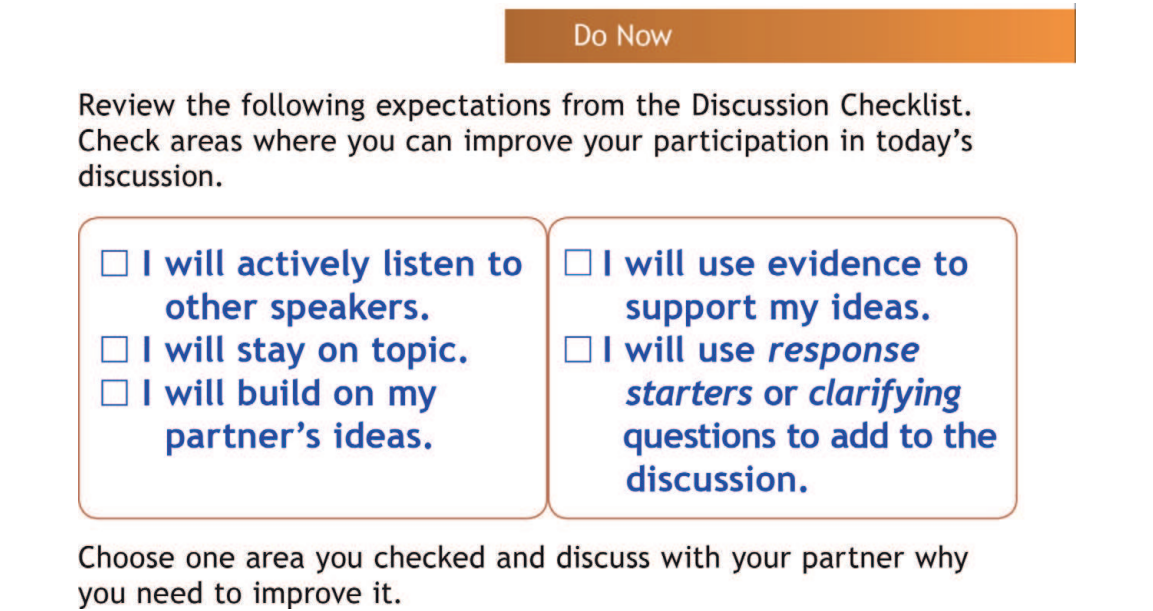 Do Now
Review the following expectations from the Discussion Checklist.
Check areas where you can improve your participation in today's
discussion.
☐ I will actively listen to
other speakers.
☐ I will stay on topic.
☐ I will build on my
partner's ideas.
☐ I will use evidence to
support my ideas.
☐ I will use response
starters or clarifying
questions to add to the
discussion.
Choose one area you checked and discuss with your partner why
you need to improve it.